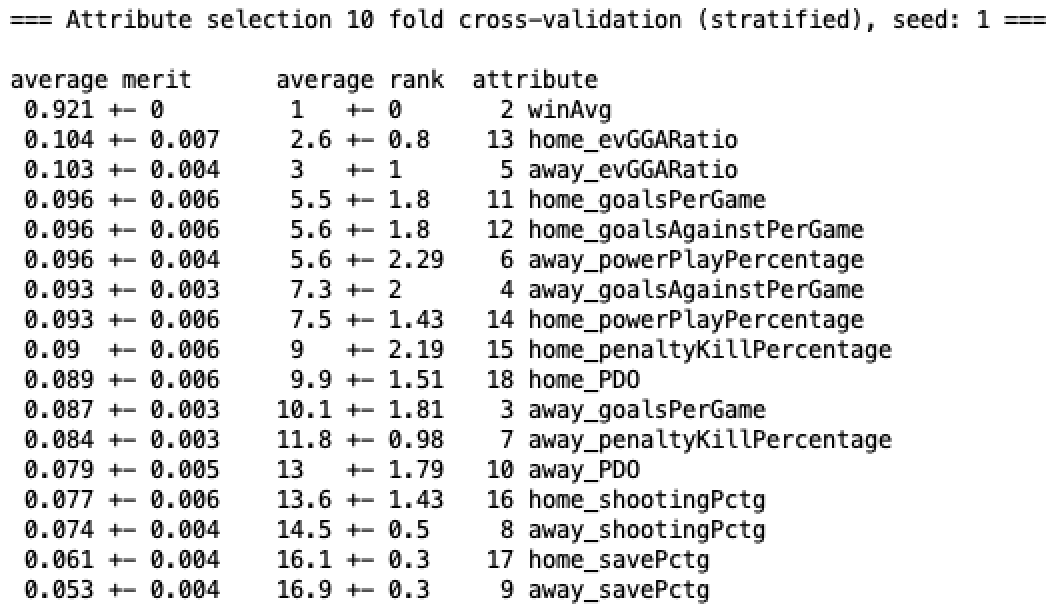 === Attribute selection 10 fold cross-validation (stratified), seed: 1 ===

average merit      average rank  attribute
 0.921 +- 0         1   +- 0        2 winAvg
 0.104 +- 0.007     2.6 +- 0.8     13 home_evGGARatio
 0.103 +- 0.004     3   +- 1        5 away_evGGARatio
 0.096 +- 0.006     5.5 +- 1.8     11 home_goalsPerGame
 0.096 +- 0.006     5.6 +- 1.8     12 home_goalsAgainstPerGame
 0.096 +- 0.004     5.6 +- 2.29     6 away_powerPlayPercentage
 0.093 +- 0.003     7.3 +- 2        4 away_goalsAgainstPerGame
 0.093 +- 0.006     7.5 +- 1.43    14 home_powerPlayPercentage
 0.09  +- 0.006     9   +- 2.19    15 home_penaltyKillPercentage
 0.089 +- 0.006     9.9 +- 1.51    18 home_PDO
 0.087 +- 0.003    10.1 +- 1.81     3 away_goalsPerGame
 0.084 +- 0.003    11.8 +- 0.98     7 away_penaltyKillPercentage
 0.079 +- 0.005    13   +- 1.79    10 away_PDO
 0.077 +- 0.006    13.6 +- 1.43    16 home_shootingPctg
 0.074 +- 0.004    14.5 +- 0.5      8 away_shootingPctg
 0.061 +- 0.004    16.1 +- 0.3     17 home_savePctg
 0.053 +- 0.004    16.9 +- 0.3      9 away_savePctg